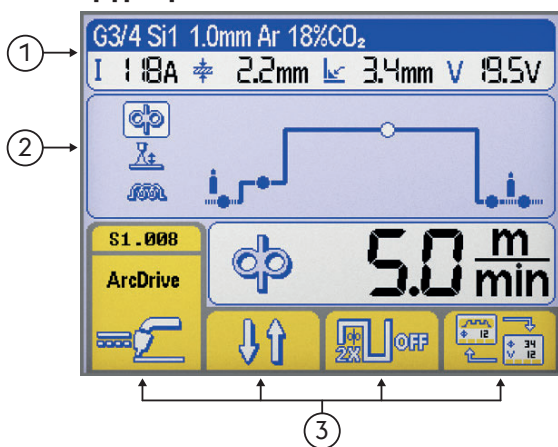 G3/4 Si1 1.0mm Ar 18%CO₂
I 118A 2.2mm 3.4mm V 19.5V
1
2
S1.008
ArcDrive
5.0 m/min
2X OFF
12
34
V 12
3